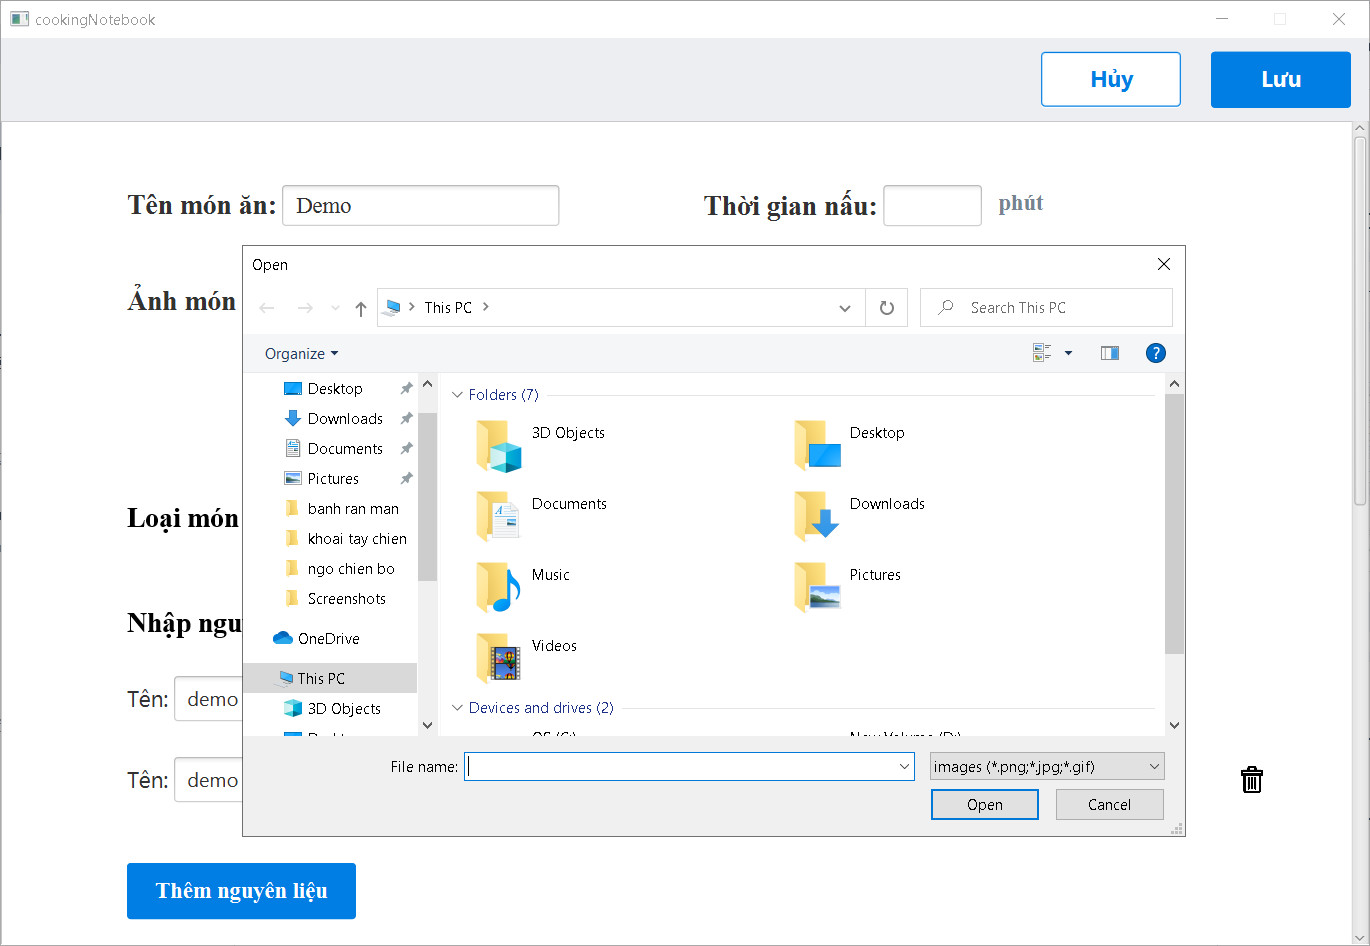 cookingNotebook
Hủy
Lưu
Tên món ăn:
Demo
Thời gian nấu:
phút
Open
Ảnh món
This PC
Search This PC
Organize
Desktop
Downloads
Documents
Pictures
banh ran man
khoai tay chien
ngo chien bo
Screenshots
OneDrive
This PC
3D Objects
Folders (7)
3D Objects
Desktop
Documents
Downloads
Music
Pictures
Videos
Devices and drives (2)
Loại món
Nhập ngu
Tên:
demo
Tên:
demo
File name:
images (*.png;*.jpg;*.gif)
Open
Cancel
Thêm nguyên liệu